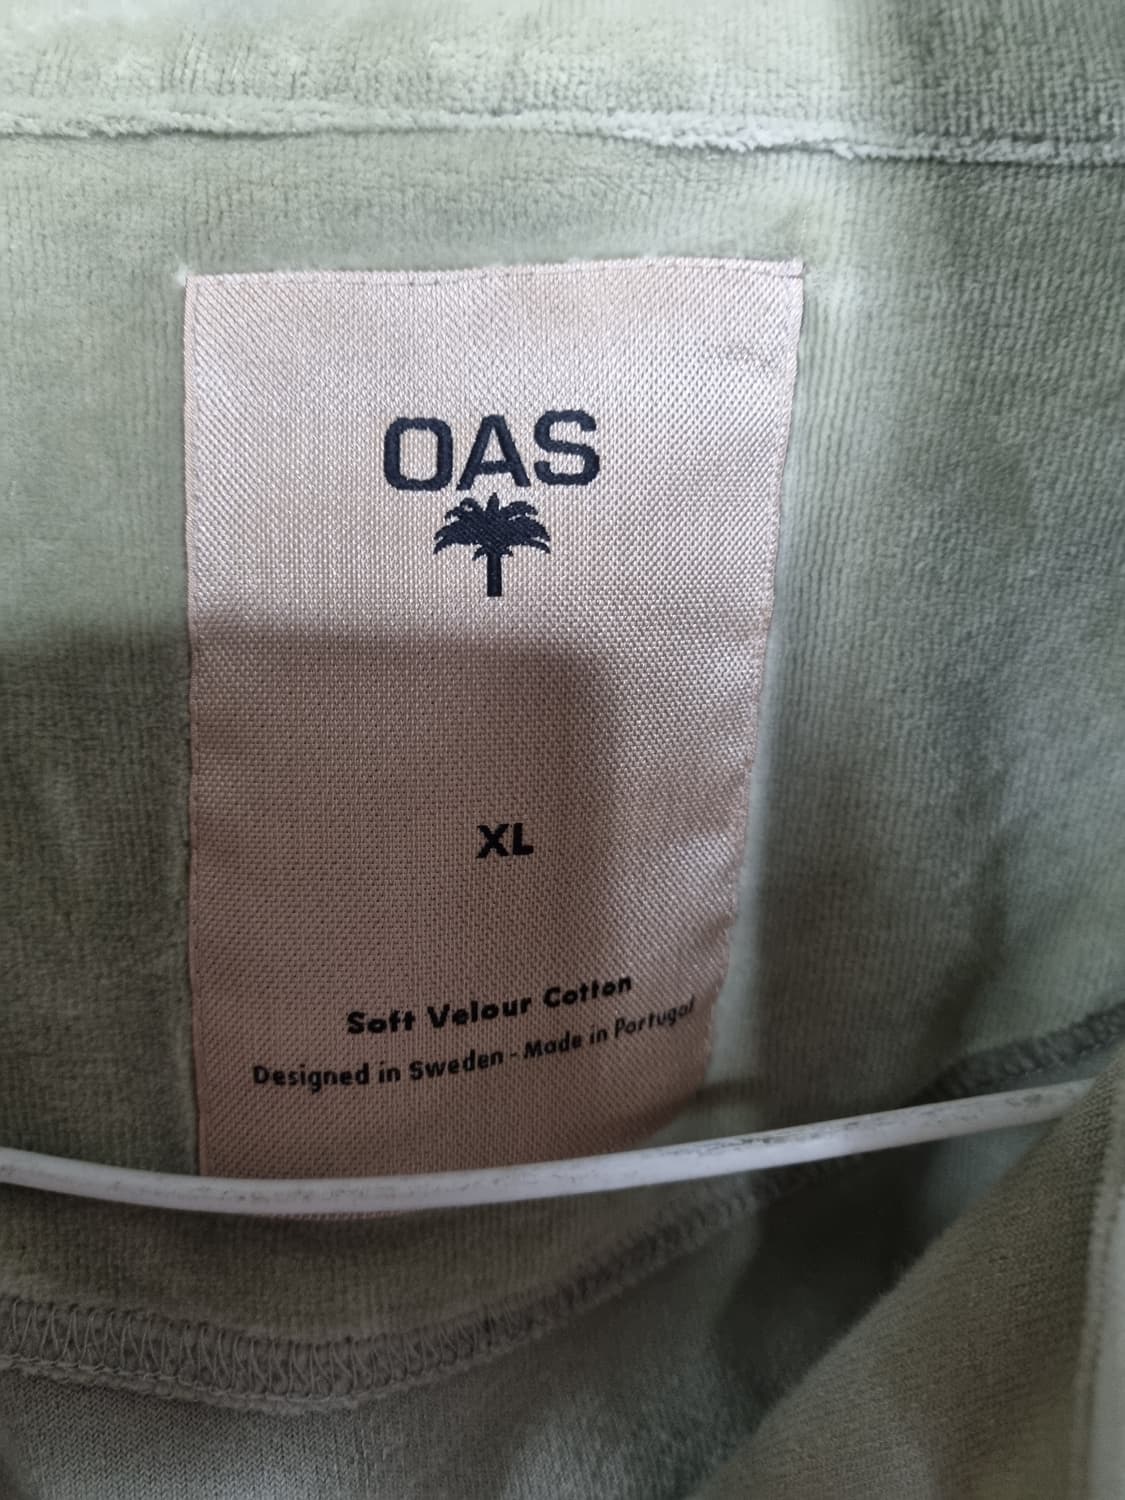 OAS
XL
Soft Velour Cotton
Designed in Sweden - Made in Portugal